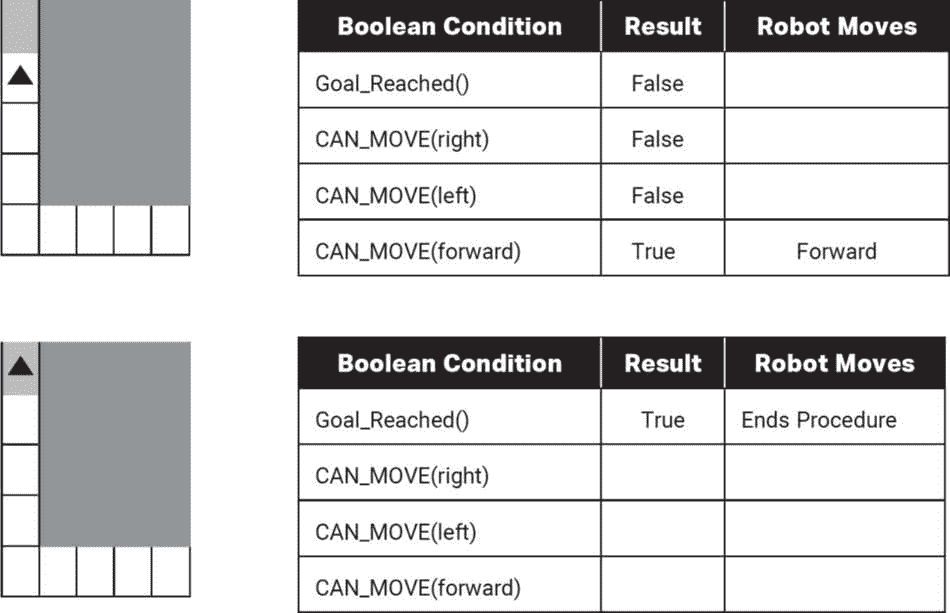 Boolean Condition Result Robot Moves
Goal_Reached() False
CAN_MOVE(right) False
CAN_MOVE(left) False
CAN_MOVE(forward) True Forward
Boolean Condition Result Robot Moves
Goal_Reached() True Ends Procedure
CAN_MOVE(right)
CAN_MOVE(left)
CAN_MOVE(forward)